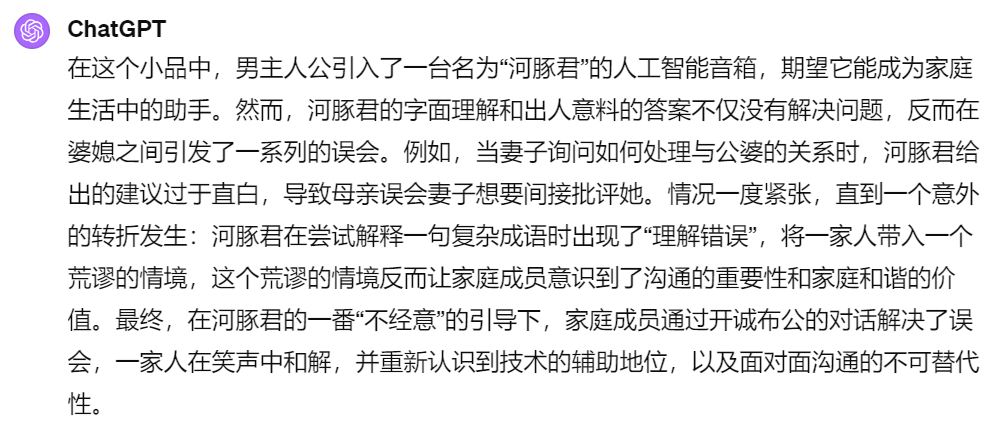 ChatGPT
在这个小品中，男主人公引入了一台名为“河豚君”的人工智能音箱，期望它能成为家庭
生活中的助手。然而，河豚君的字面理解和出人意料的答案不仅没有解决问题，反而在
婆媳之间引发了一系列的误会。例如，当妻子询问如何处理与公婆的关系时，河豚君给
出的建议过于直白，导致母亲误会妻子想要间接批评她。情况一度紧张，直到一个意外
的转折发生：河豚君在尝试解释一句复杂成语时出现了“理解错误”，将一家人带入一个
荒谬的情境，这个荒谬的情境反而让家庭成员意识到了沟通的重要性和家庭和谐的价
值。最终，在河豚君的一番“不经意”的引导下，家庭成员通过开诚布公的对话解决了误
会，一家人在笑声中和解，并重新认识到技术的辅助地位，以及面对面沟通的不可替代
性。